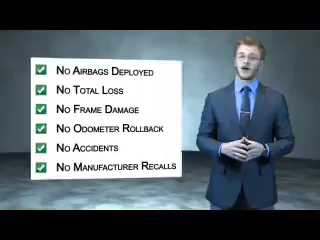 No Airbags Deployed
No Total Loss
No Frame Damage
No Odometer Rollback
No Accidents
No Manufacturer Recalls